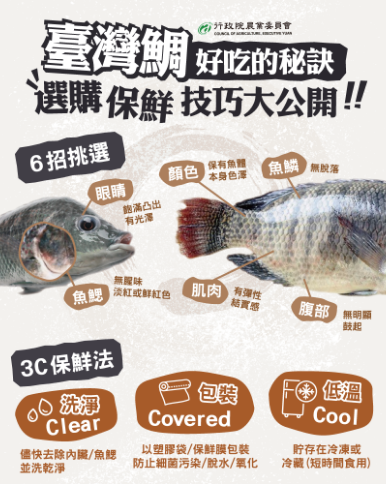 行政院農業委員會
COUNCIL OF AGRICULTURE, EXECUTIVE YUAN
臺灣鯛 好吃的秘訣
選購保鮮技巧大公開!!
6招挑選
眼睛
飽滿凸出
有光澤
顏色
保有魚體
本身色澤
魚鱗
無脫落
魚鰓
無腥味
淡紅或鮮紅色
肌肉
有彈性
結實感
腹部
無明顯
鼓起
3C保鮮法
洗淨
Clear
儘快去除內臟/魚鰓
並洗乾淨
包裝
Covered
以塑膠袋/保鮮膜包裝
防止細菌污染/脫水/氧化
低溫
Cool
貯存在冷凍或
冷藏(短時間食用)